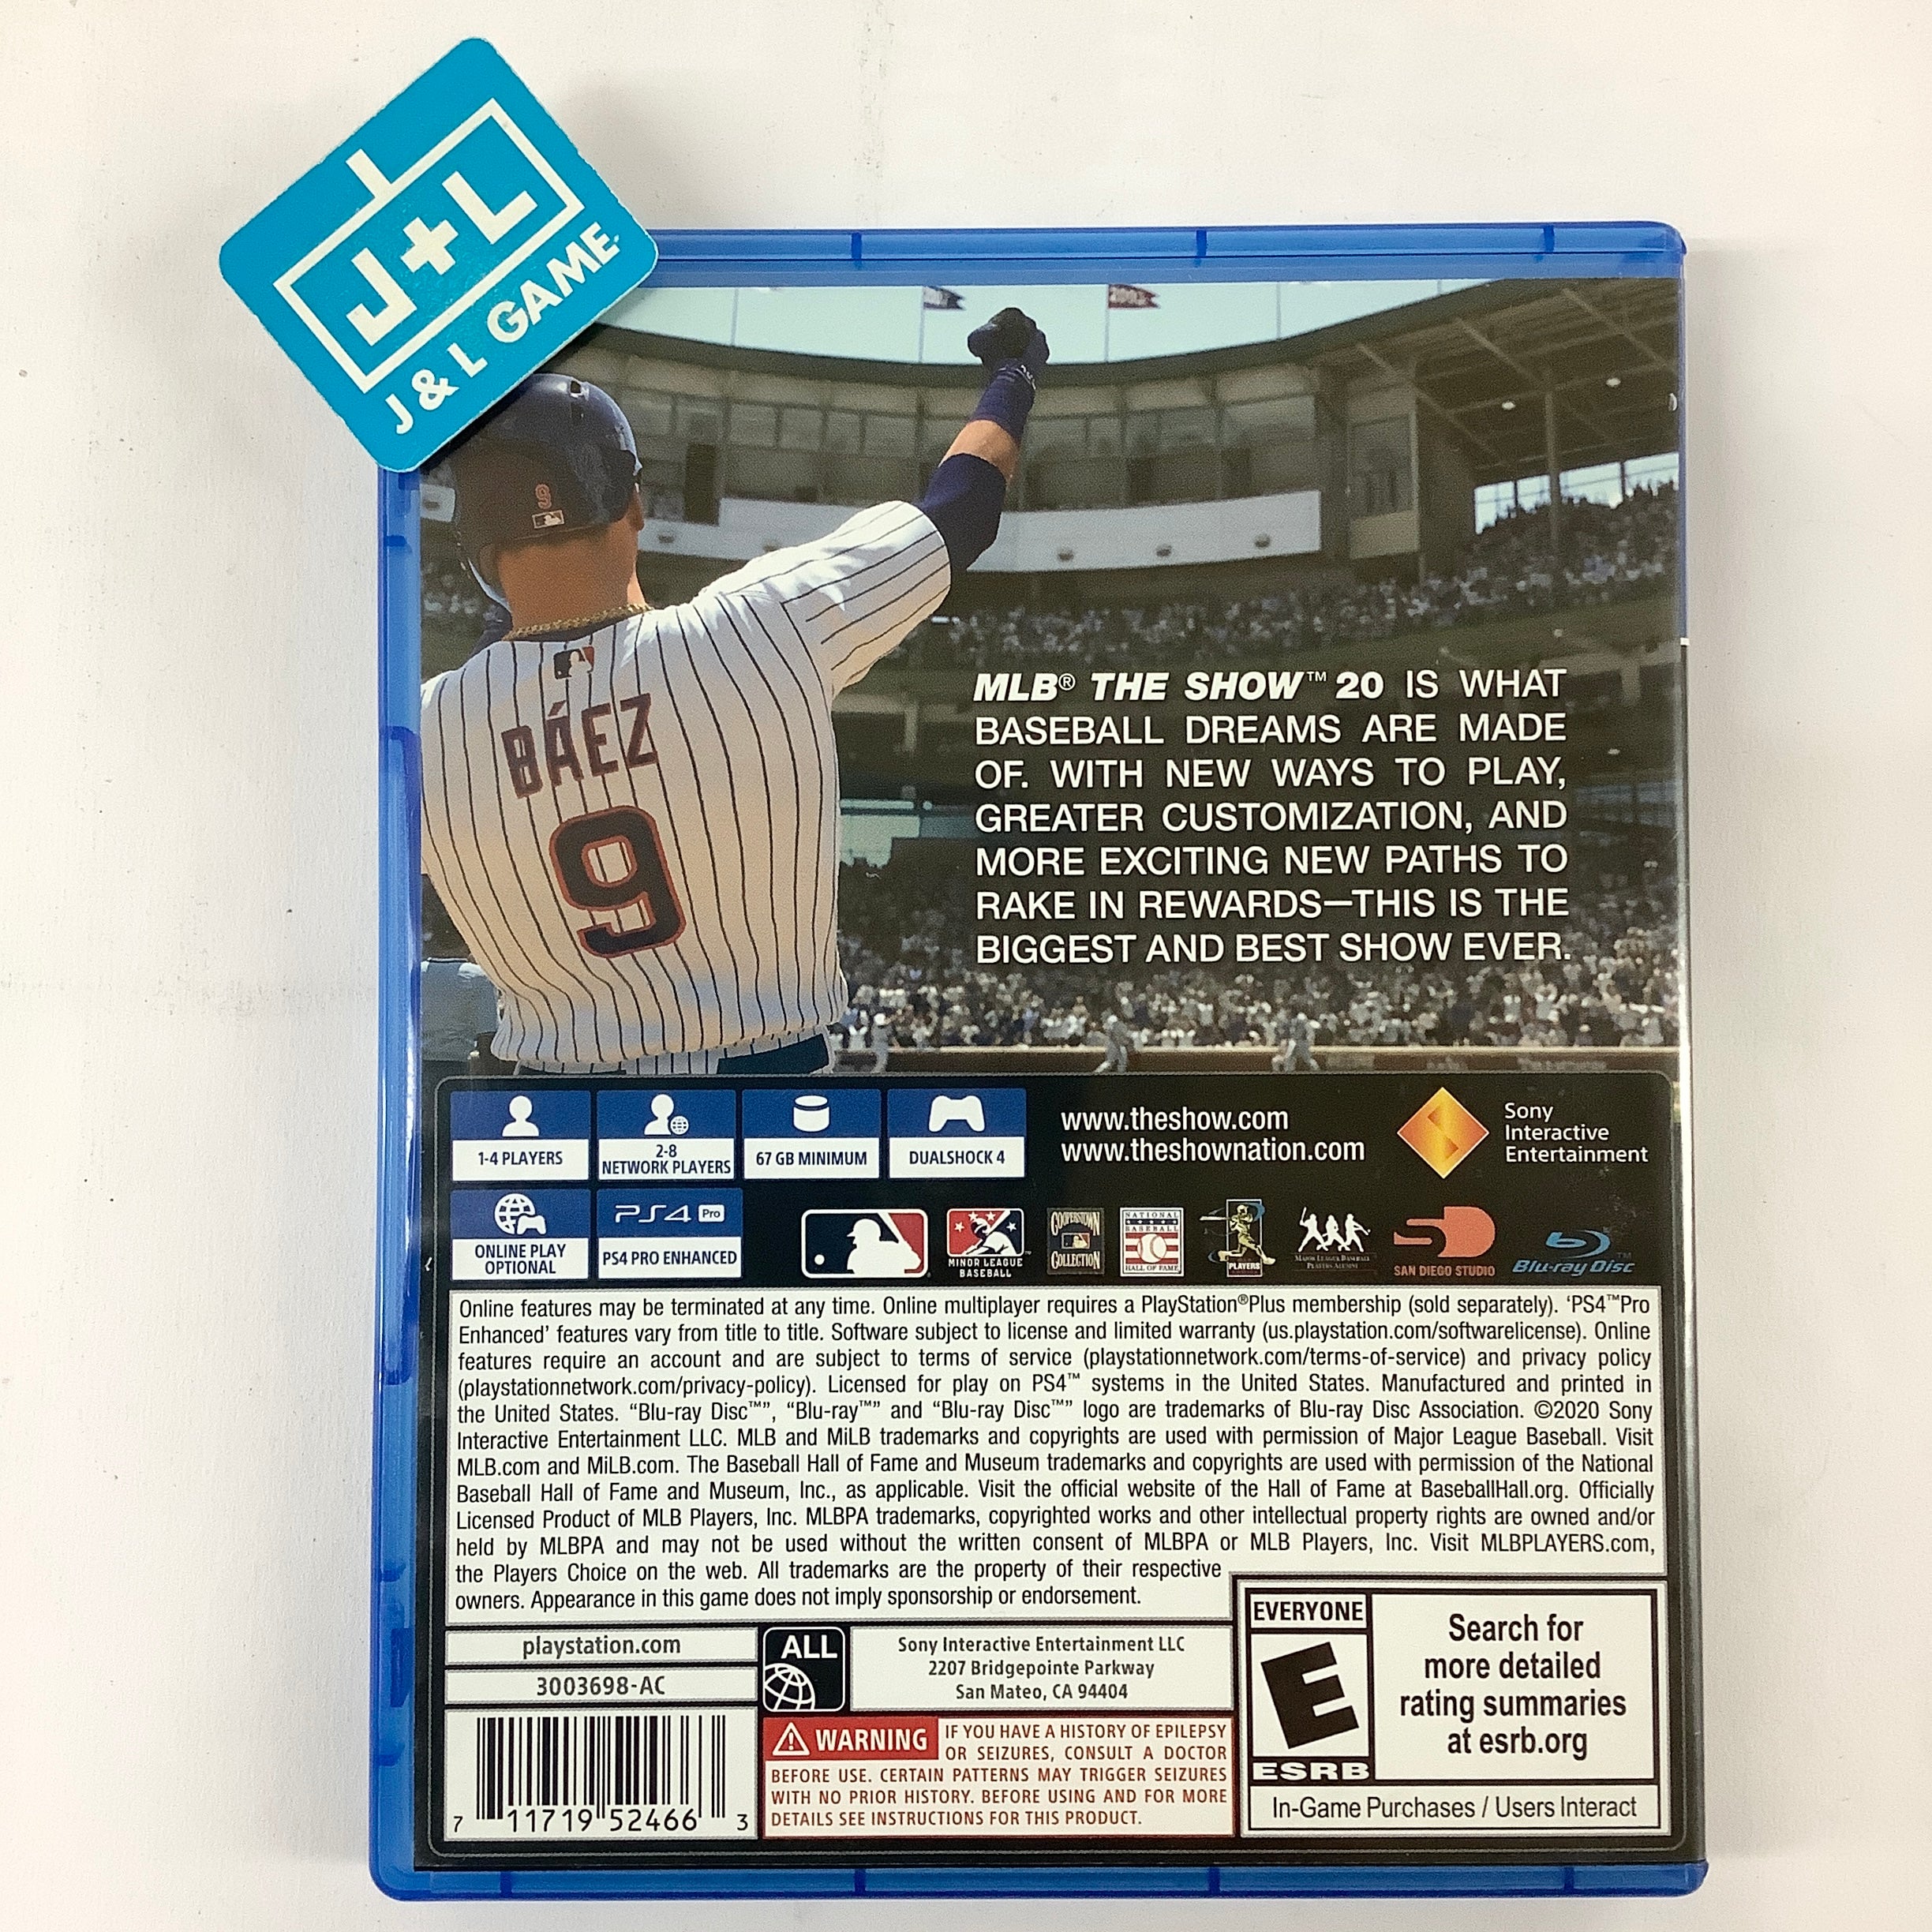 J+L
J & L GAME
2003
9
BÁEZ
9
MLB® THE SHOW™ 20 IS WHAT
BASEBALL DREAMS ARE MADE
OF. WITH NEW WAYS TO PLAY,
GREATER CUSTOMIZATION, AND
MORE EXCITING NEW PATHS TO
RAKE IN REWARDS—THIS IS THE
BIGGEST AND BEST SHOW EVER.
1-4 PLAYERS
2-8
NETWORK PLAYERS
67 GB MINIMUM
DUALSHOCK 4
www.theshow.com
www.theshownation.com
Sony
Interactive
Entertainment
ONLINE PLAY
OPTIONAL
PS4 Pro
PS4 PRO ENHANCED
MINOR LEAGUE
BASEBALL
COOPERSTOWN
COLLECTION
NATIONAL
BASEBALL
HALL OF FAME
PLAYERS
MAJOR LEAGUE BASEBALL
PLAYERS ALUMNI
SAN DIEGO STUDIO
Blu-ray Disc™
Online features may be terminated at any time. Online multiplayer requires a PlayStation®Plus membership (sold separately). ‘PS4™Pro
Enhanced’ features vary from title to title. Software subject to license and limited warranty (us.playstation.com/softwarelicense). Online
features require an account and are subject to terms of service (playstationnetwork.com/terms-of-service) and privacy policy
(playstationnetwork.com/privacy-policy). Licensed for play on PS4™ systems in the United States. Manufactured and printed in
the United States. “Blu-ray Disc™”, “Blu-ray™” and “Blu-ray Disc™” logo are trademarks of Blu-ray Disc Association. ©2020 Sony
Interactive Entertainment LLC. MLB and MiLB trademarks and copyrights are used with permission of Major League Baseball. Visit
MLB.com and MiLB.com. The Baseball Hall of Fame and Museum trademarks and copyrights are used with permission of the National
Baseball Hall of Fame and Museum, Inc., as applicable. Visit the official website of the Hall of Fame at BaseballHall.org. Officially
Licensed Product of MLB Players, Inc. MLBPA trademarks, copyrighted works and other intellectual property rights are owned and/or
held by MLBPA and may not be used without the written consent of MLBPA or MLB Players, Inc. Visit MLBPLAYERS.com,
the Players Choice on the web. All trademarks are the property of their respective
owners. Appearance in this game does not imply sponsorship or endorsement.
playstation.com
3003698-AC
7 11719 52466 3
ALL
Sony Interactive Entertainment LLC
2207 Bridgepointe Parkway
San Mateo, CA 94404
WARNING IF YOU HAVE A HISTORY OF EPILEPSY
OR SEIZURES, CONSULT A DOCTOR
BEFORE USE. CERTAIN PATTERNS MAY TRIGGER SEIZURES
WITH NO PRIOR HISTORY. BEFORE USING AND FOR MORE
DETAILS SEE INSTRUCTIONS FOR THIS PRODUCT.
EVERYONE
E
ESRB
Search for
more detailed
rating summaries
at esrb.org
In-Game Purchases / Users Interact